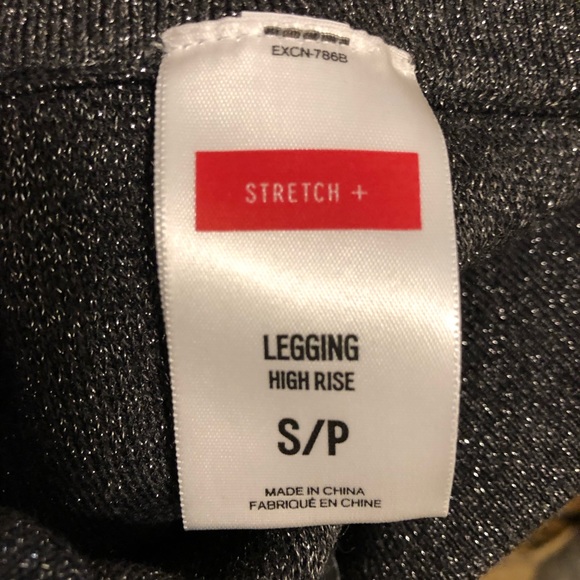 EXCN-786B
STRETCH +
LEGGING
HIGH RISE
S/P
MADE IN CHINA
FABRIQUÉ EN CHINE